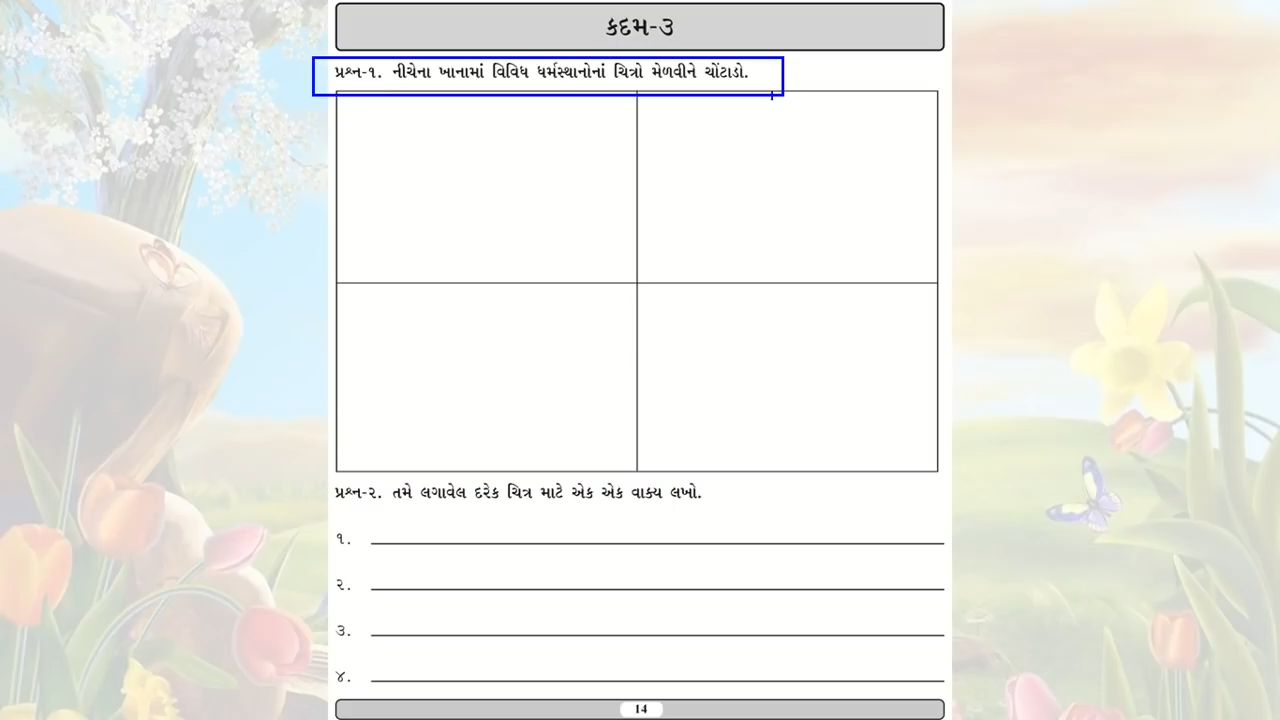 કદમ-૩
પ્રશ્ન-૧. નીચેના ખાનામાં વિવિધ ધર્મસ્થાનોનાં ચિત્રો મેળવીને ચોંટાડો.
પ્રશ્ન-૨. તમે લગાવેલ દરેક ચિત્ર માટે એક એક વાક્ય લખો.
૧.
૨.
૩.
૪.
14